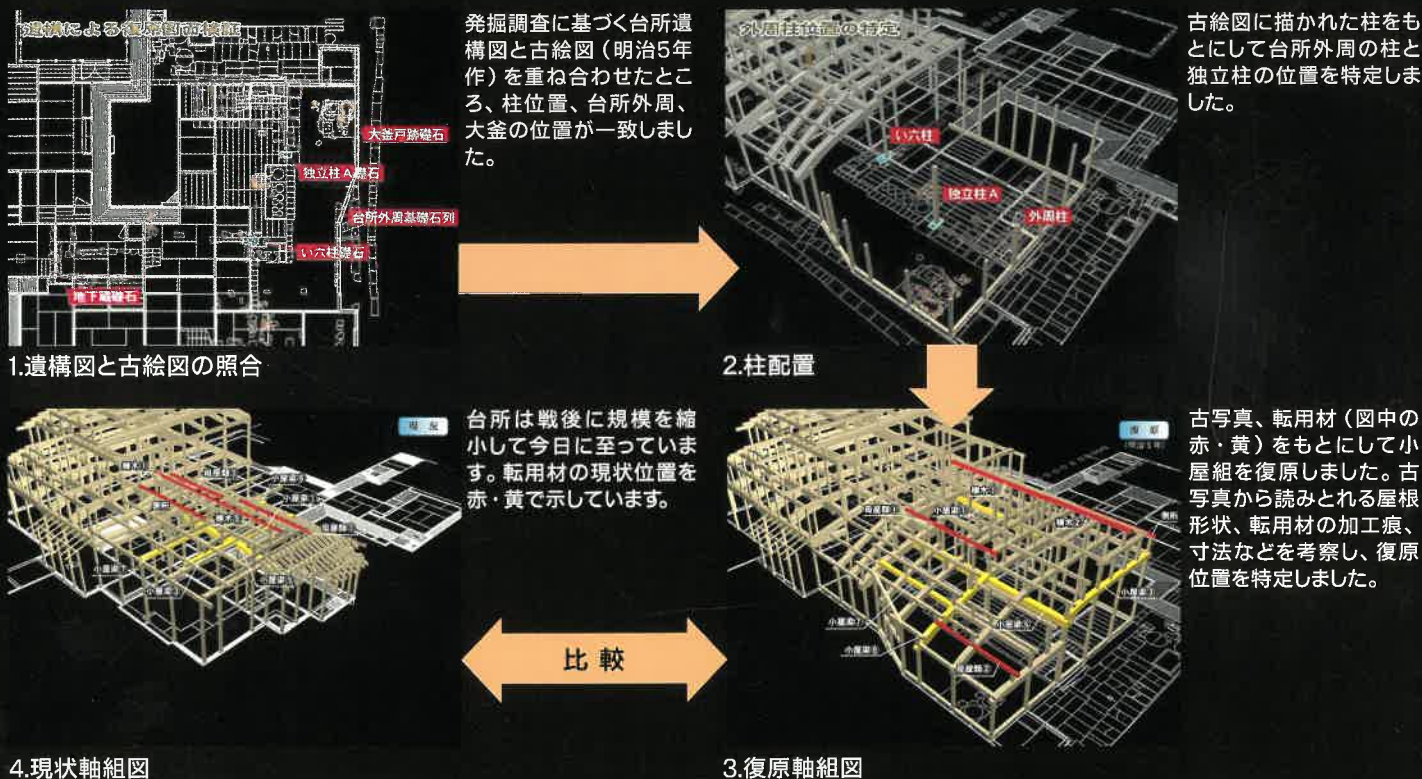 遺構による復原図面検証
大釜戸跡礎石
独立柱A礎石
台所外周基礎石列
い六柱礎石
地下蔵礎石
発掘調査に基づく台所遺
構図と古絵図(明治5年
作)を重ね合わせたとこ
ろ、柱位置、台所外周、
大釜の位置が一致しまし
た。
1.遺構図と古絵図の照合
外周柱位置の特定
い六柱
独立柱A
外周柱
古絵図に描かれた柱をも
とにして台所外周の柱と
独立柱の位置を特定しま
した。
2.柱配置
現況
台所は戦後に規模を縮
小して今日に至っていま
す。転用材の現状位置を
赤・黄で示しています。
4.現状軸組図
比較
復原
小屋梁7
古写真、転用材(図中の
赤・黄)をもとにして小
屋組を復原しました。古
写真から読みとれる屋根
形状、転用材の加工痕、
寸法などを考察し、復原
位置を特定しました。
3.復原軸組図